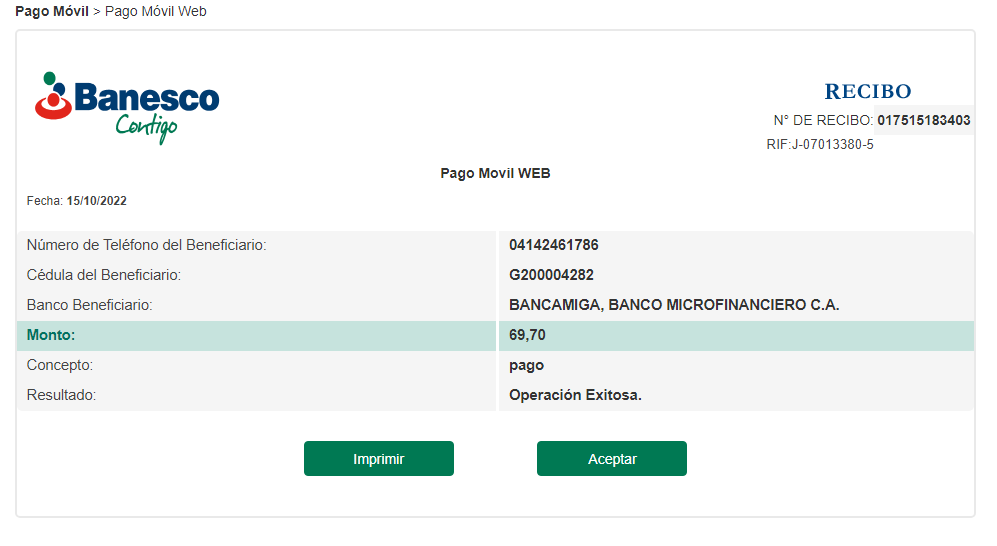 Pago Móvil > Pago Móvil Web
Banesco
Contigo
RECIBO
N° DE RECIBO: 017515183403
RIF:J-07013380-5
Pago Movil WEB
Fecha: 15/10/2022
Número de Teléfono del Beneficiario: 04142461786
Cédula del Beneficiario: G200004282
Banco Beneficiario: BANCAMIGA, BANCO MICROFINANCIERO C.A.
Monto: 69,70
Concepto: pago
Resultado: Operación Exitosa.
Imprimir Aceptar